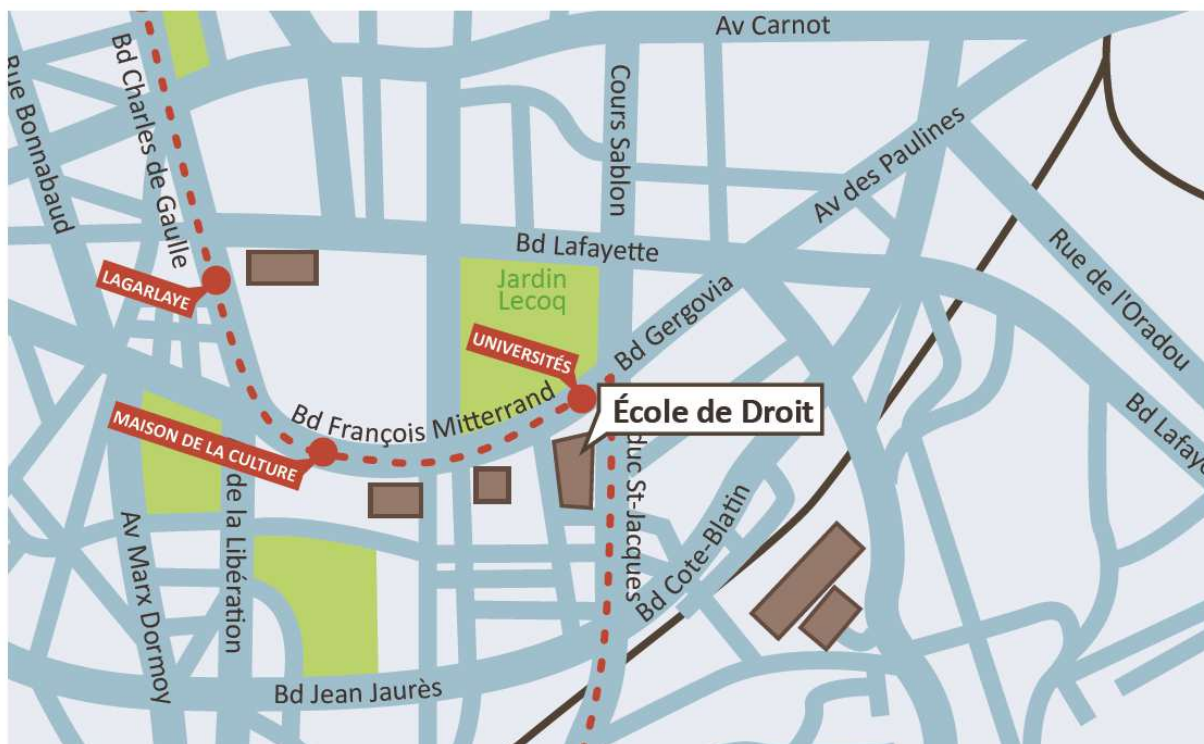 Av Carnot
Bd Charles de Gaulle
Rue Bonnabaud
Cours Sablon
Av des Paulines
Bd Lafayette
Rue de l'Oradou
LAGARLAYE
Jardin
Lecoq
Bd Gergovia
UNIVERSITÉS
Bd François Mitterrand
École de Droit
MAISON DE LA CULTURE
Bd Lafaye
de la Libération
duc St-Jacques
Av Marx Dormoy
Bd Cote-Blatin
Bd Jean Jaurès